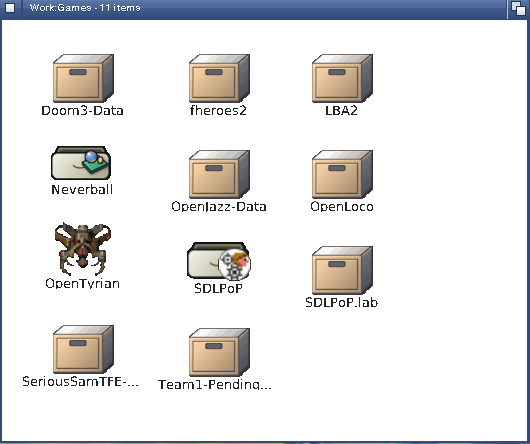 Work:Games - 11 items
Doom3-Data
fheroes2
LBA2
Neverball
OpenJazz-Data
OpenLoco
OpenTyrian
SDLPoP
SDLPoP.lab
SeriousSamTFE-...
Team1-Pending...